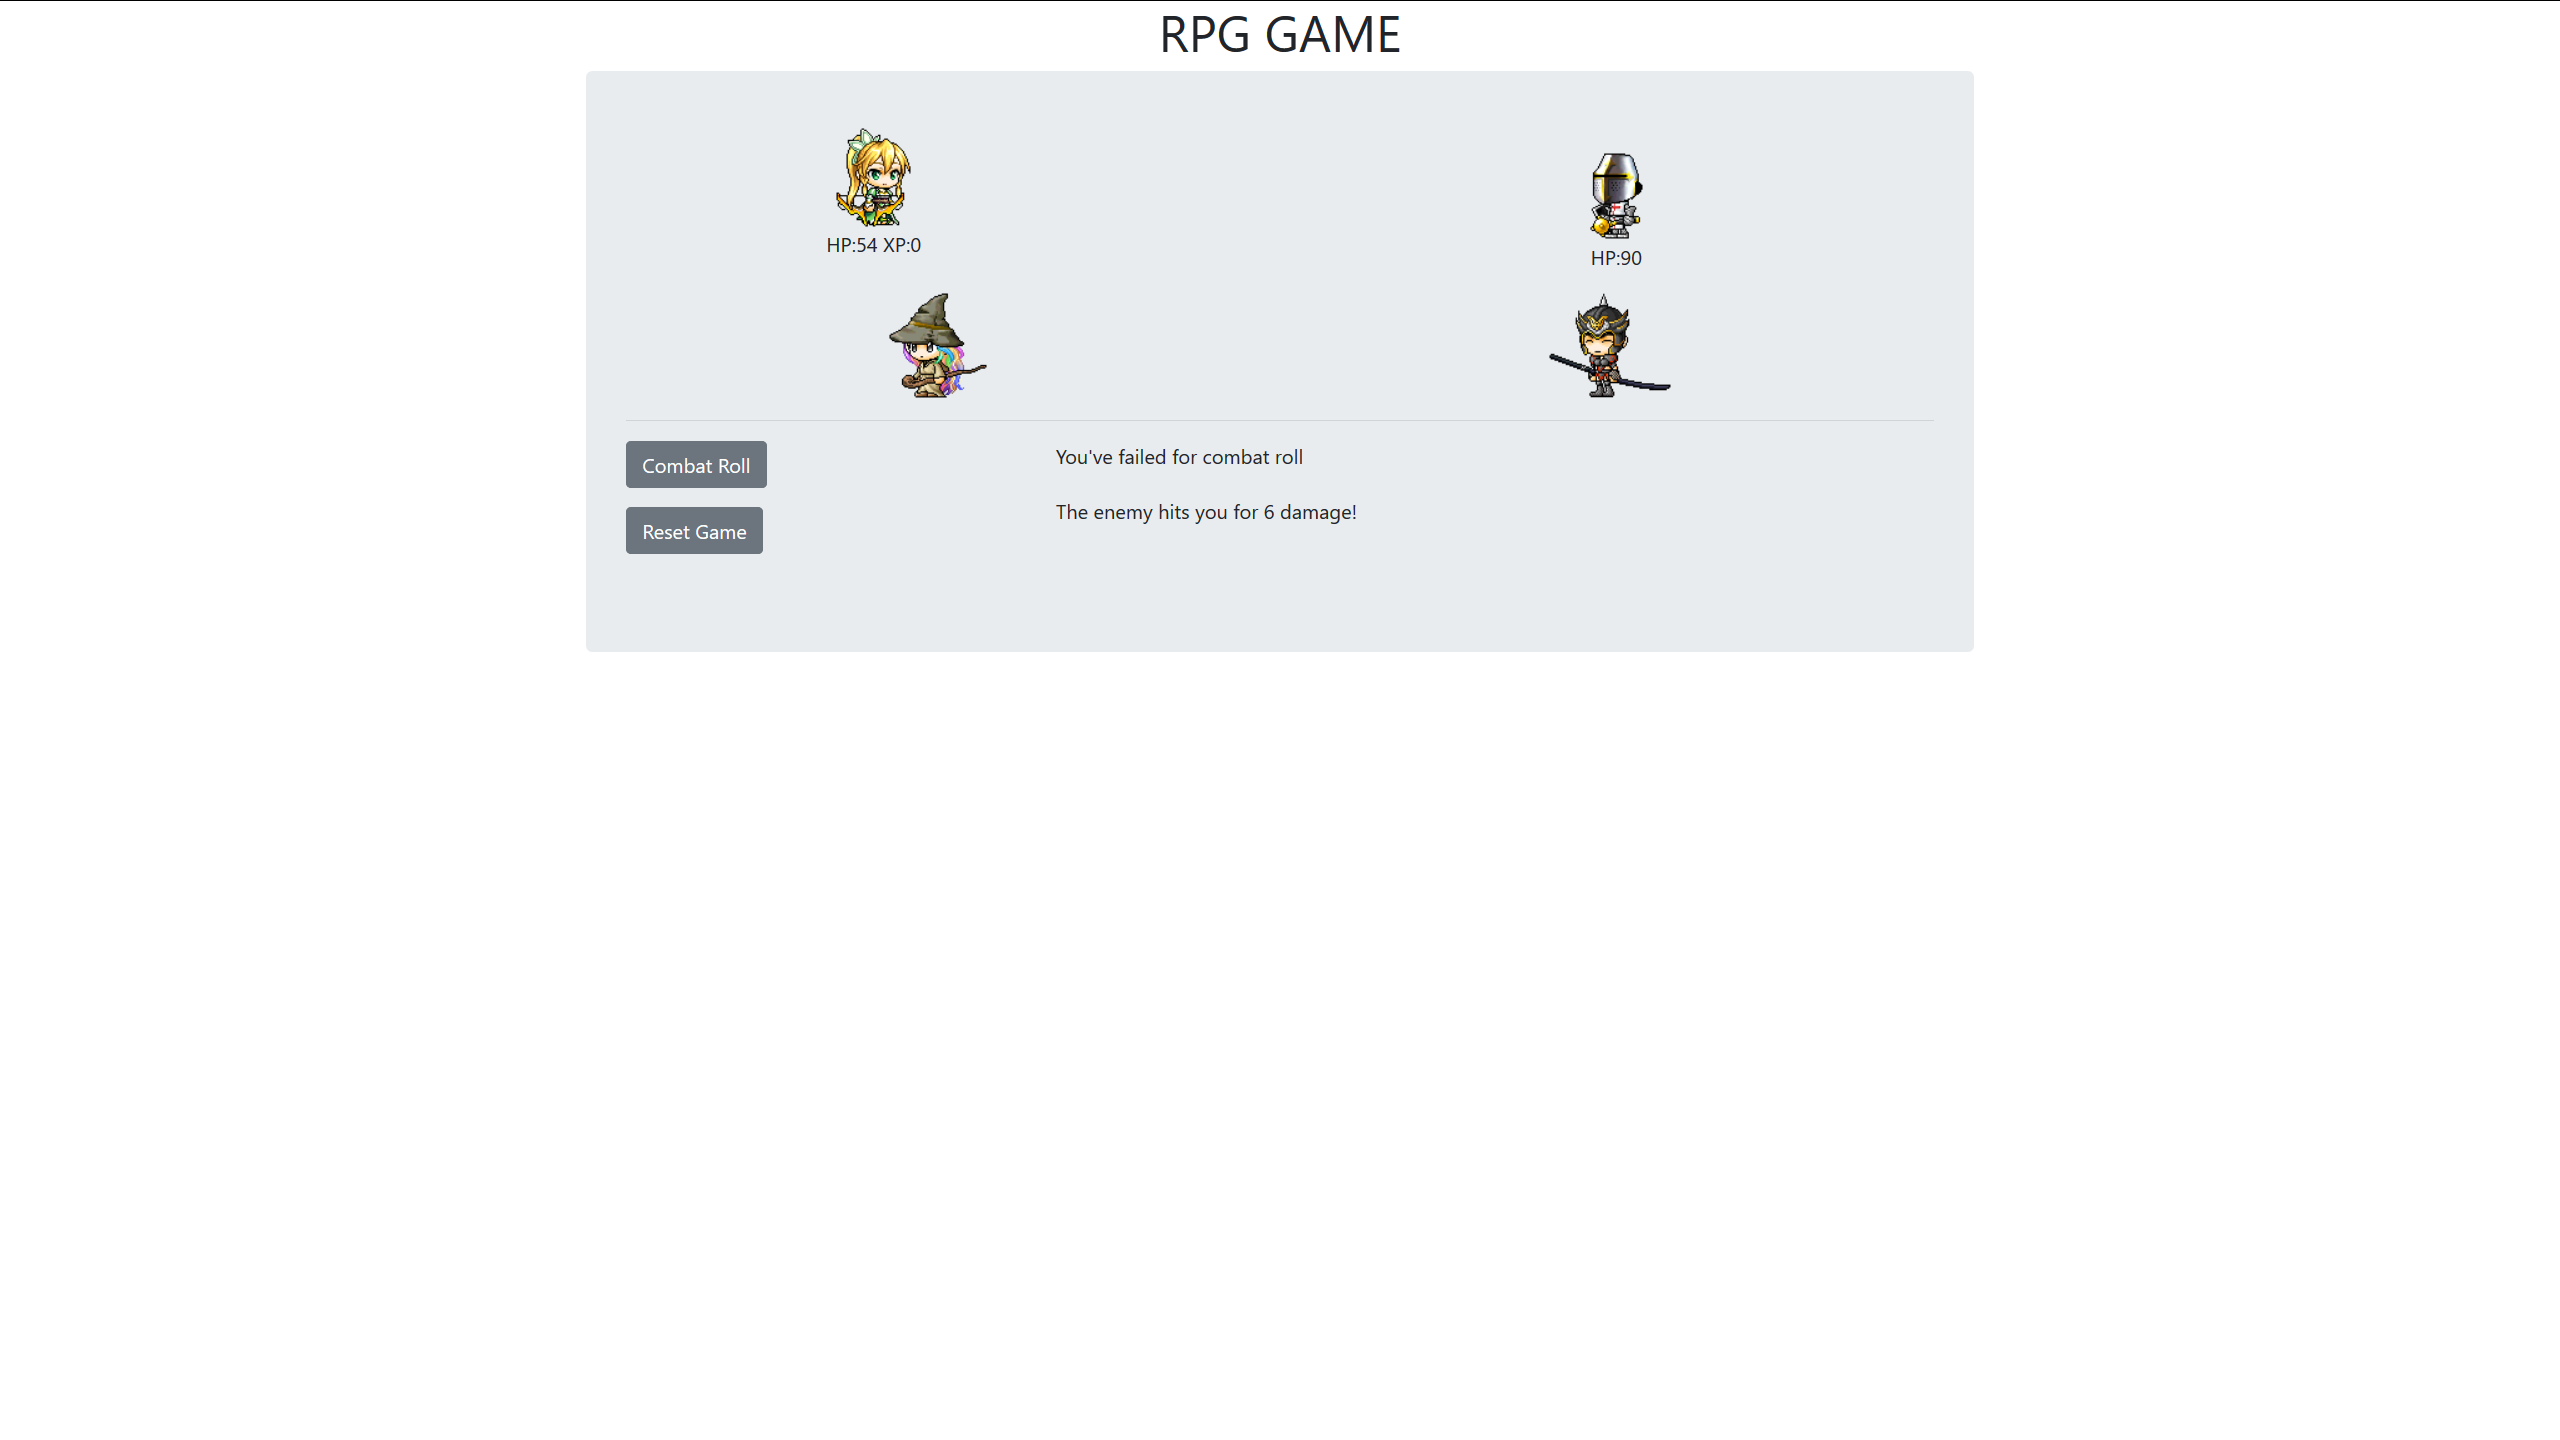 RPG GAME
HP:54 XP:0
HP:90
Combat Roll
You've failed for combat roll
The enemy hits you for 6 damage!
Reset Game